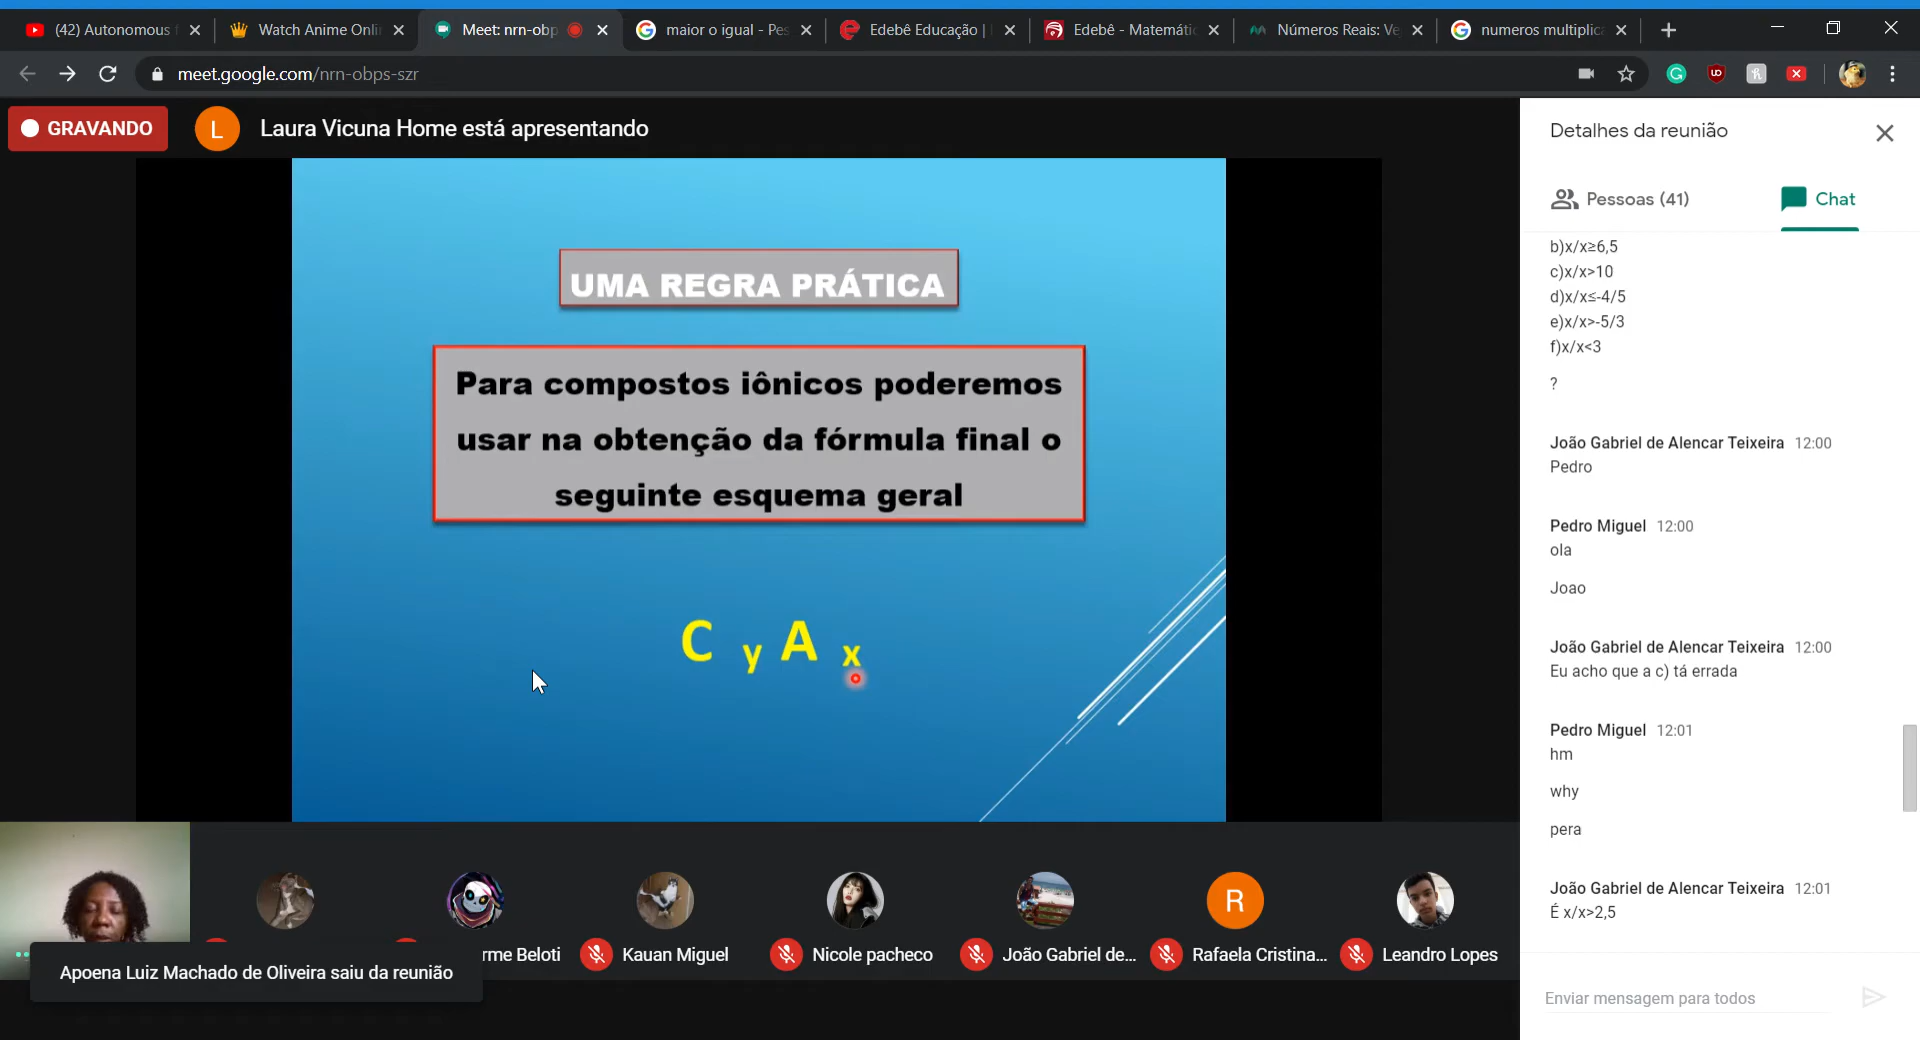 (42) Autonomous
Watch Anime Onli
Meet: nrn-obp
maior o igual - Pes
Edebê Educação |
Edebê - Matemátic
Números Reais: Ve
numeros multiplica
meet.google.com/nrn-obps-szr
GRAVANDO
L
Laura Vicuna Home está apresentando
UMA REGRA PRÁTICA
Para compostos iônicos poderemos
usar na obtenção da fórmula final o
seguinte esquema geral
C y A x
rme Beloti
Kauan Miguel
Nicole pacheco
João Gabriel de...
R
Rafaela Cristina...
Leandro Lopes
Apoena Luiz Machado de Oliveira saiu da reunião
Detalhes da reunião
Pessoas (41)
Chat
b)x/x≥6,5
c)x/x>10
d)x/x≤-4/5
e)x/x>-5/3
f)x/x<3
?
João Gabriel de Alencar Teixeira 12:00
Pedro
Pedro Miguel 12:00
ola
Joao
João Gabriel de Alencar Teixeira 12:00
Eu acho que a c) tá errada
Pedro Miguel 12:01
hm
why
pera
João Gabriel de Alencar Teixeira 12:01
É x/x>2,5
Enviar mensagem para todos